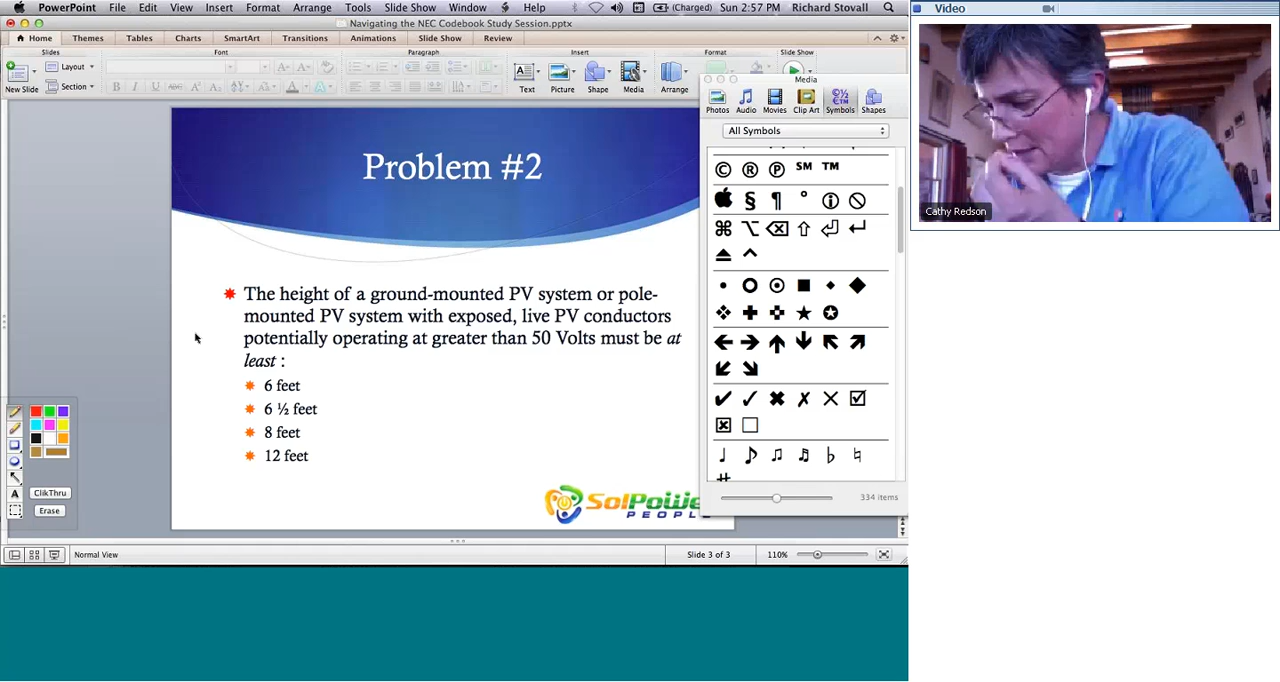 PowerPoint File Edit View Insert Format Arrange Tools Slide Show Window Help (Charged) Sun 2:57 PM Richard Stovall
Navigating the NEC Codebook Study Session.pptx
Home Themes Tables Charts SmartArt Transitions Animations Slide Show Review
Slides Font Paragraph Insert Format Slide Show
New Slide Layout Section Text Picture Shape Media Arrange
Media
Photos Audio Movies Clip Art Symbols Shapes
All Symbols
© ® ℗ SM TM
§ ¶ °
334 items
Problem #2
The height of a ground-mounted PV system or pole-
mounted PV system with exposed, live PV conductors
potentially operating at greater than 50 Volts must be at
least :
6 feet
6 ½ feet
8 feet
12 feet
SolPower
PEOPL
A
ClikThru
Erase
Normal View Slide 3 of 3 110%
Video
Cathy Redson